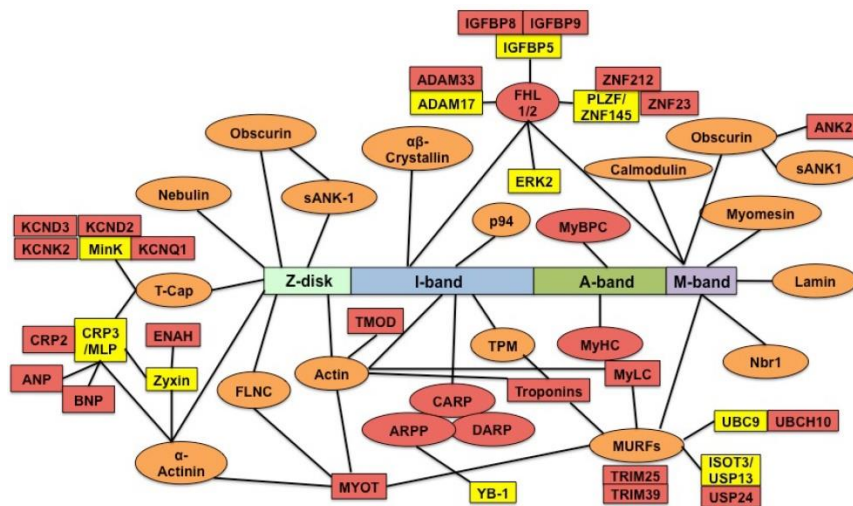 IGFBP8 IGFBP9
IGFBP5
ADAM33
ADAM17
FHL
1/2
ZNF212
PLZF/
ZNF145
ZNF23
Obscurin
αβ-
Crystallin
ERK2
Calmodulin
Obscurin
ANK2
sANK1
Nebulin
sANK-1
p94
MyBPC
Myomesin
KCND3 KCND2
KCNK2 MinK KCNQ1
T-Cap
Z-disk I-band A-band M-band
Lamin
CRP2
CRP3
/MLP
ENAH
TMOD
TPM
MyHC
Nbr1
ANP
BNP
Zyxin
FLNC
Actin
Troponins
MyLC
CARP
ARPP
DARP
α-
Actinin
MYOT
YB-1
MURFs
UBC9 UBCH10
TRIM25
TRIM39
ISOT3/
USP13
USP24